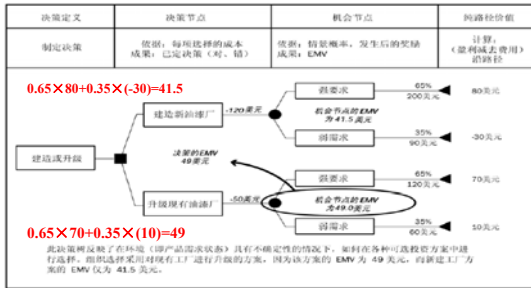 决策定义 决策节点 机会节点 纯路径价值
制定决策 依据：每项选择的成本 成果：已定决策（对、错） 依据：情景概率，发生后的奖励 成果：EMV 计算：（盈利减去费用）沿路径
0.65×80+0.35×(-30)=41.5
强要求 65% 200美元 80美元
建造新油漆厂 -120美元
机会节点的EMV
为 41.5美元
弱需求 35% 90美元 -30美元
建造或升级
决策的EMV
49美元
强需求 65% 120美元 70美元
升级现有油漆厂 -50美元
机会节点的EMV
为49.0美元
弱需求 35% 60美元 10美元
0.65×70+0.35×(10)=49
此决策树反映了在环境（即产品需求状态）具有不确定性的情况下，如何在各种可选投资方案中进
行选择。组织选择采用对现有工厂进行升级的方案，因为该方案的 EMV 为 49 美元，而新建工厂方
案的 EMV 仅为 41.5 美元。